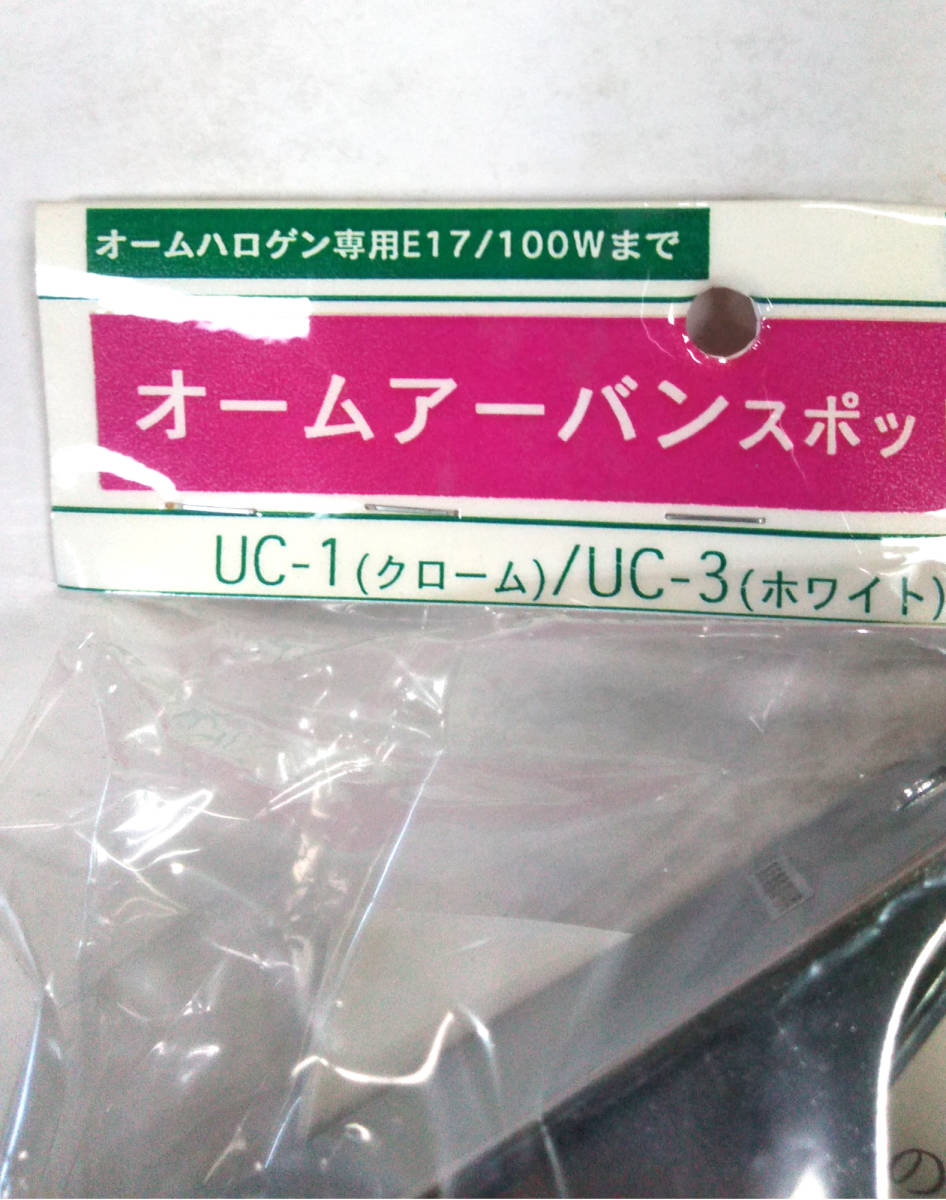 オームハロゲン専用E17/100Wまで
オームアーバンスポッ
UC-1(クローム)/UC-3(ホワイト)
の